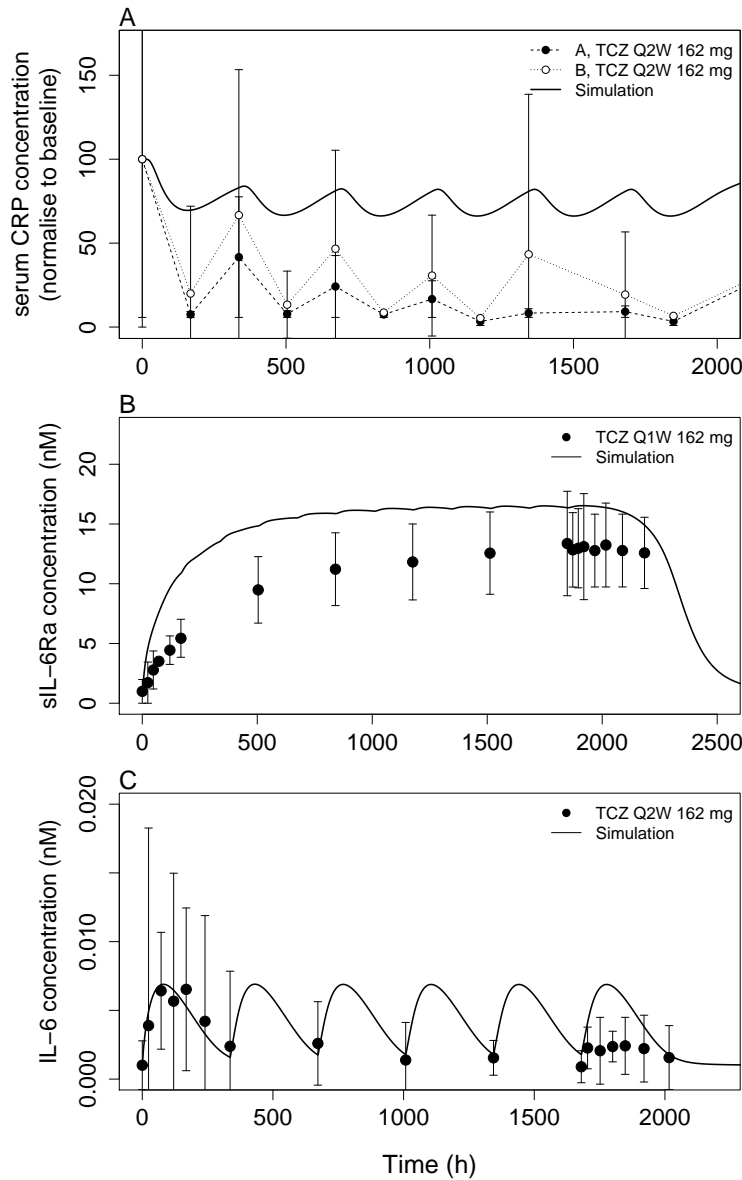 A
serum CRP concentration
(normalise to baseline)
150
100
50
0
A, TCZ Q2W 162 mg
B, TCZ Q2W 162 mg
Simulation
0 500 1000 1500 2000
B
sIL−6Ra concentration (nM)
20
15
10
5
0
TCZ Q1W 162 mg
Simulation
0 500 1000 1500 2000 2500
C
IL−6 concentration (nM)
0.020
0.010
0.000
TCZ Q2W 162 mg
Simulation
0 500 1000 1500 2000
Time (h)